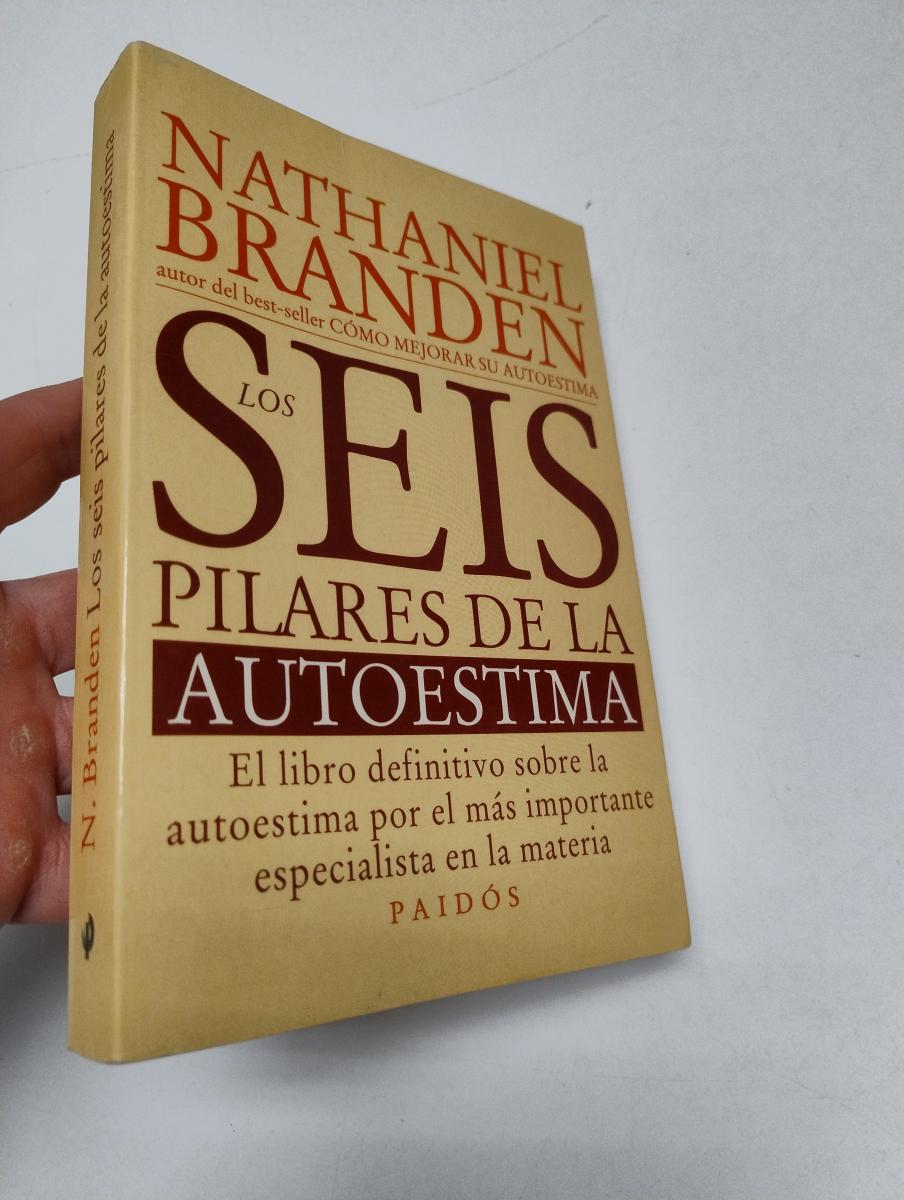 NATHANIEL
BRANDEN
autor del best-seller CÓMO MEJORAR SU AUTOESTIMA
LOS
SEIS
PILARES DE LA
AUTOESTIMA
El libro definitivo sobre la
autoestima por el más importante
especialista en la materia
PAIDÓS
N. Branden Los seis pilares de la autoestima